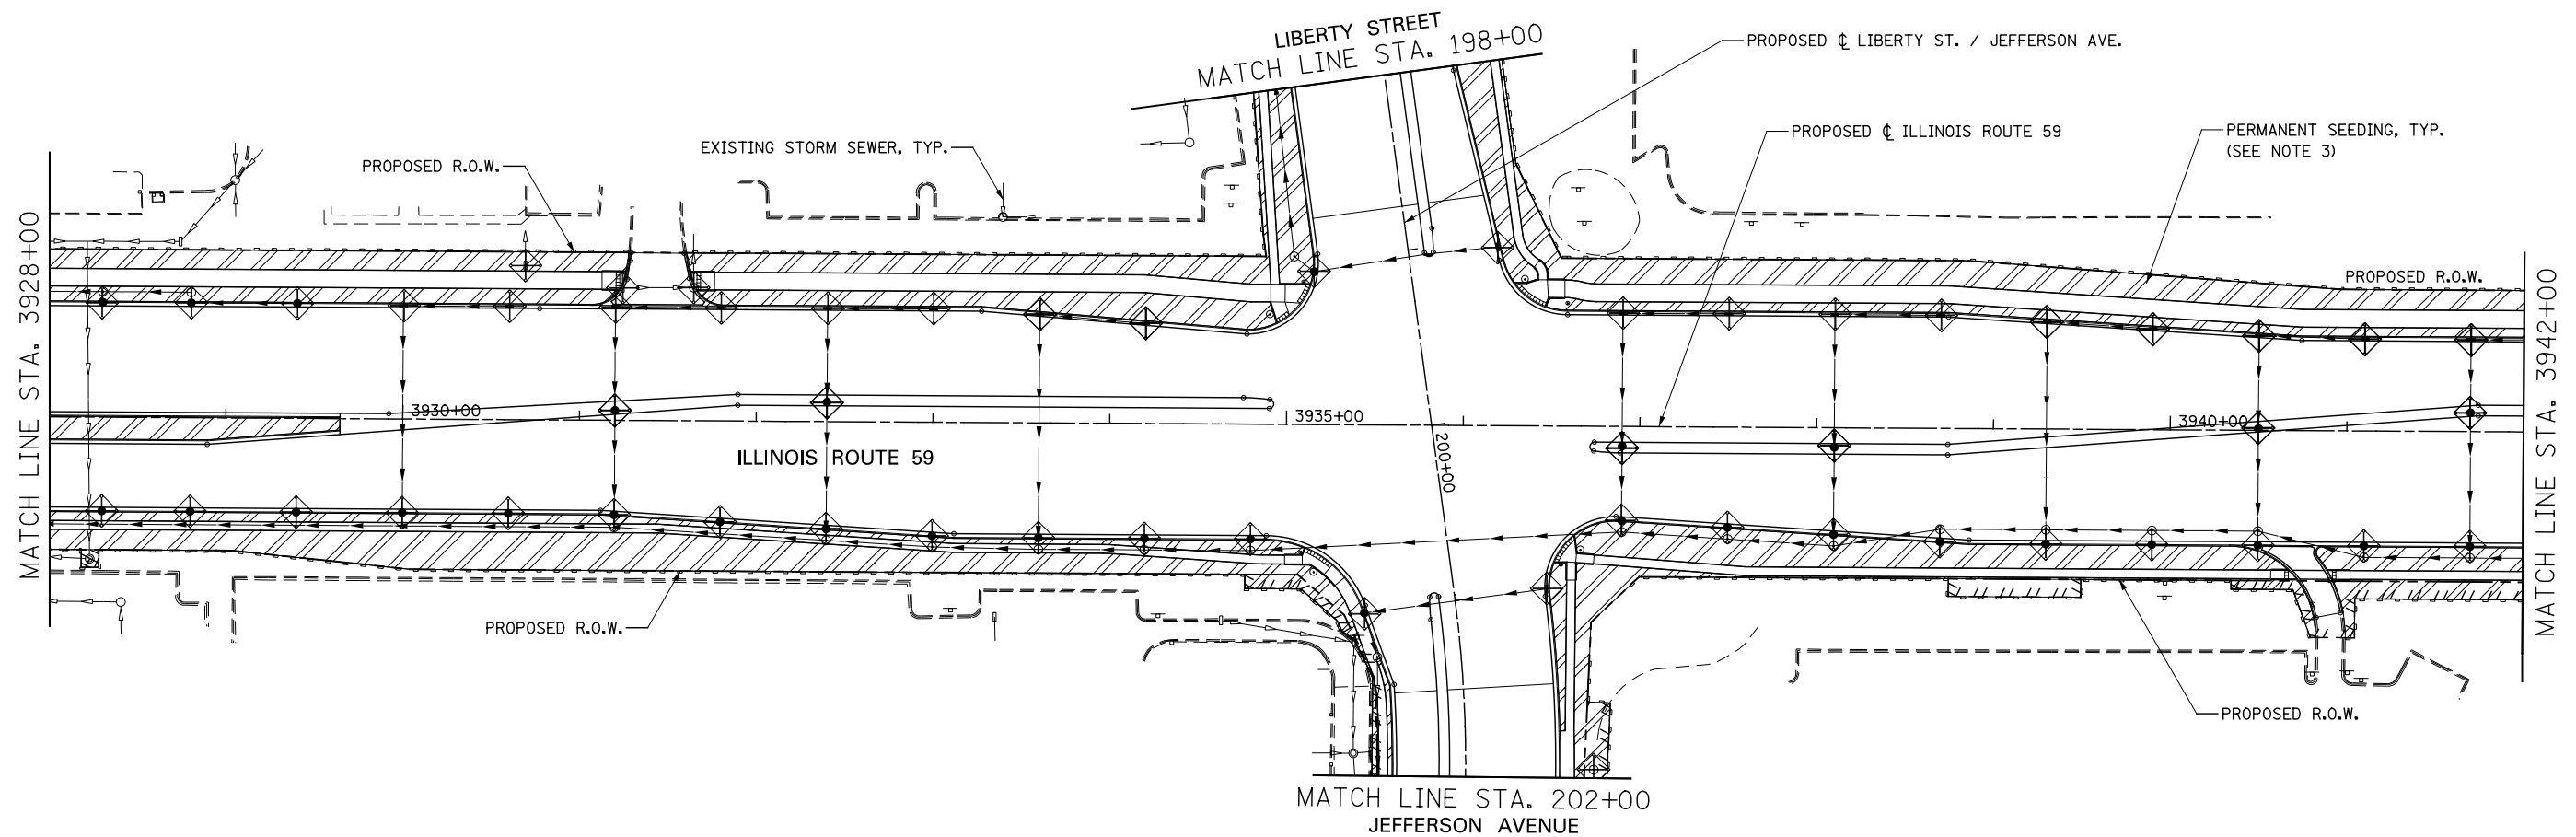 LIBERTY STREET
MATCH LINE STA. 198+00
PROPOSED ℄ LIBERTY ST. / JEFFERSON AVE.
PROPOSED R.O.W.
EXISTING STORM SEWER, TYP.
PROPOSED ℄ ILLINOIS ROUTE 59
PERMANENT SEEDING, TYP.
(SEE NOTE 3)
PROPOSED R.O.W.
MATCH LINE STA. 3928+00
MATCH LINE STA. 3942+00
3930+00
3935+00
3940+00
200+00
ILLINOIS ROUTE 59
PROPOSED R.O.W.
PROPOSED R.O.W.
MATCH LINE STA. 202+00
JEFFERSON AVENUE